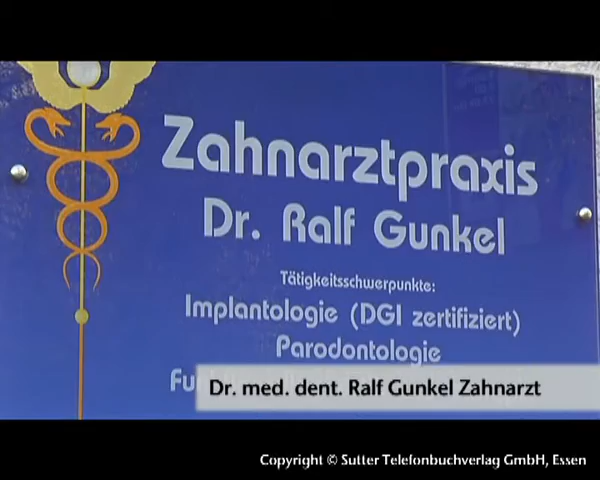 Zahnarztpraxis
Dr. Ralf Gunkel
Tätigkeitsschwerpunkte:
Implantologie (DGI zertifiziert)
Parodontologie
Dr. med. dent. Ralf Gunkel Zahnarzt
Copyright © Sutter Telefonbuchverlag GmbH, Essen